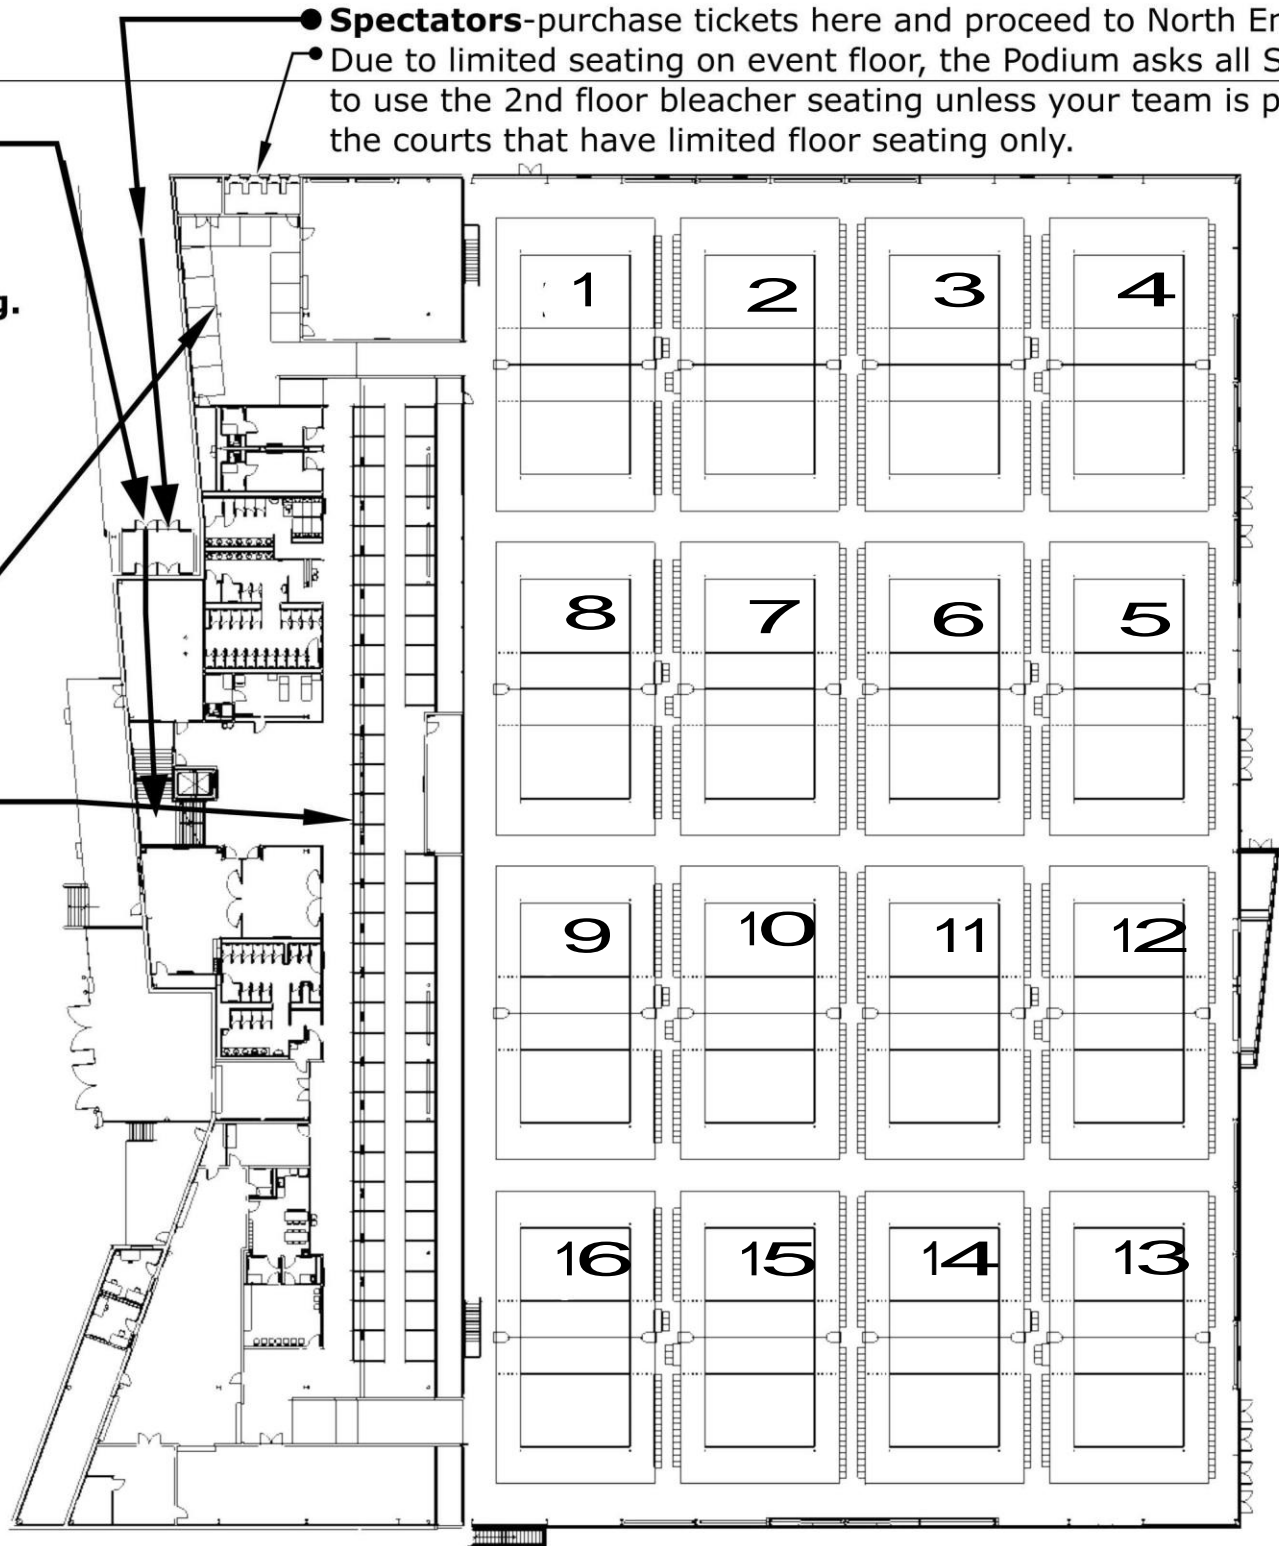 Spectators-purchase tickets here and proceed to North
Due to limited seating on event floor, the Podium asks all
to use the 2nd floor bleacher seating unless your team is
the courts that have limited floor seating only.
g.
1 2 3 4
8 7 6 5
9 10 11 12
16 15 14 13